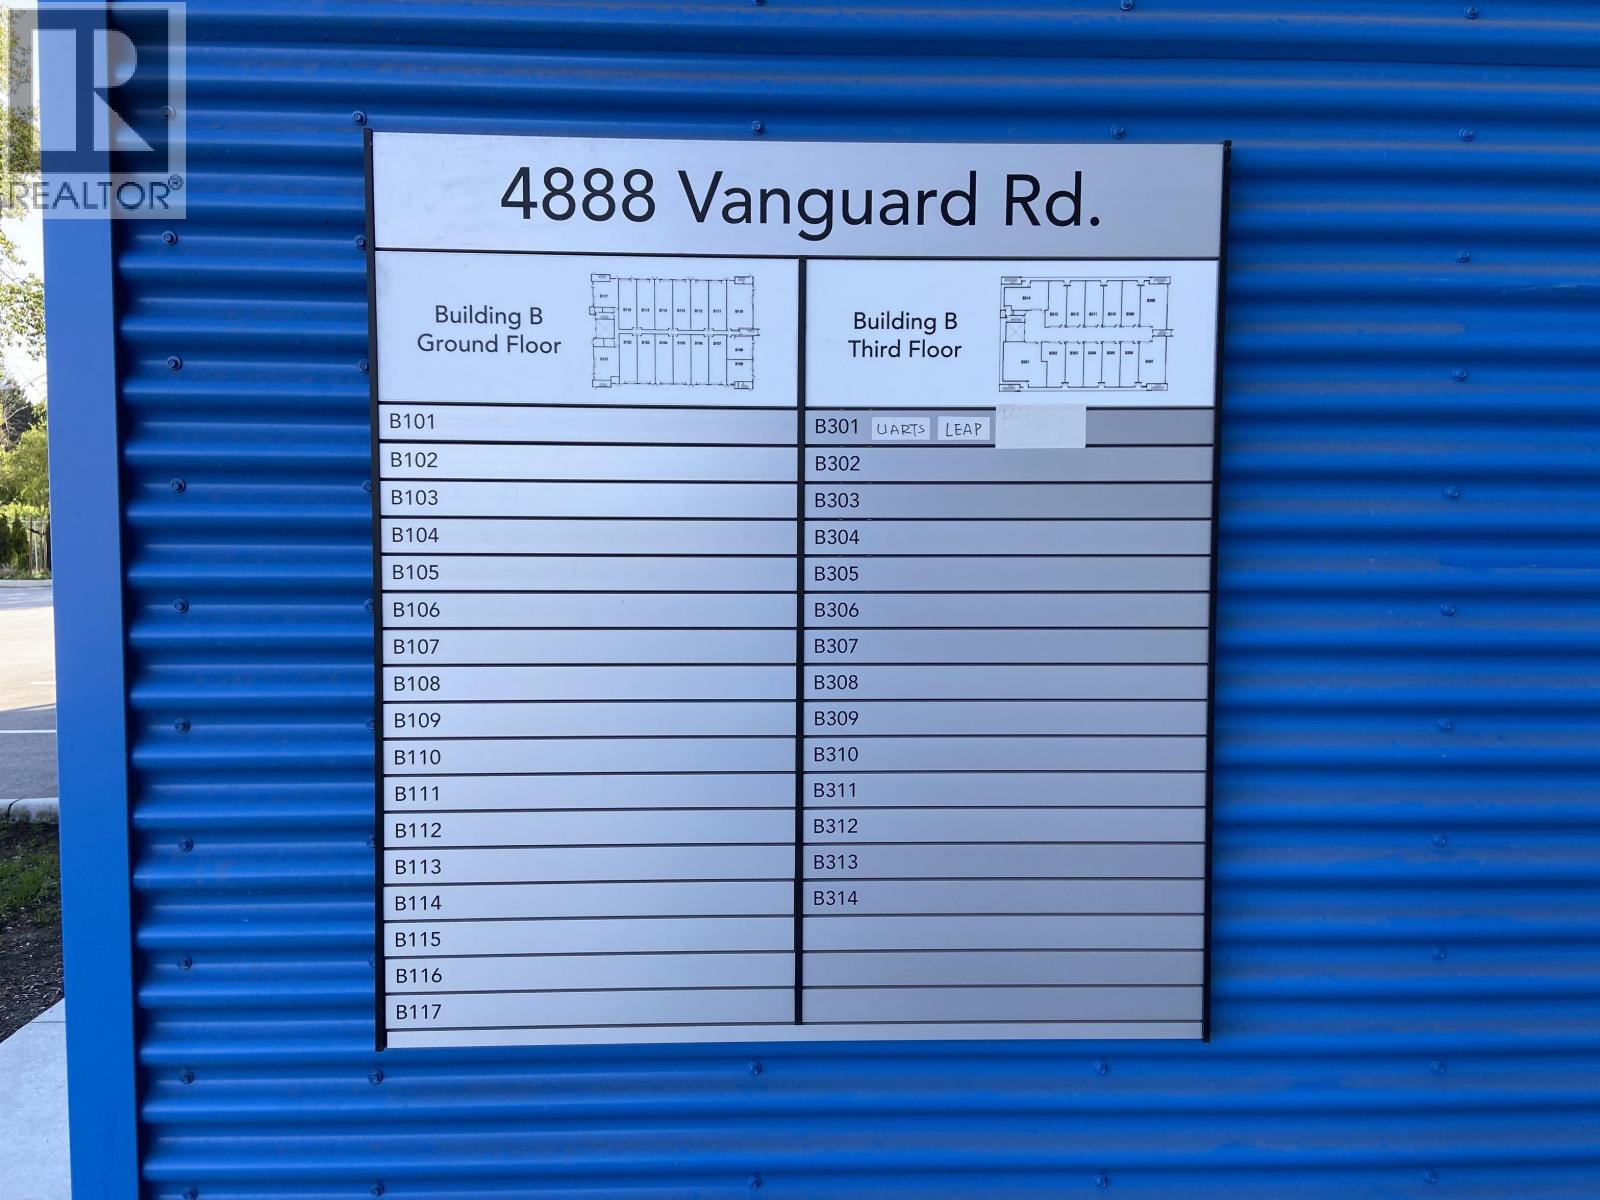 REALTOR®
4888 Vanguard Rd.
Building B
Ground Floor
Building B
Third Floor
B101
B102
B103
B104
B105
B106
B107
B108
B109
B110
B111
B112
B113
B114
B115
B116
B117
B301 UARTS LEAP
B302
B303
B304
B305
B306
B307
B308
B309
B310
B311
B312
B313
B314